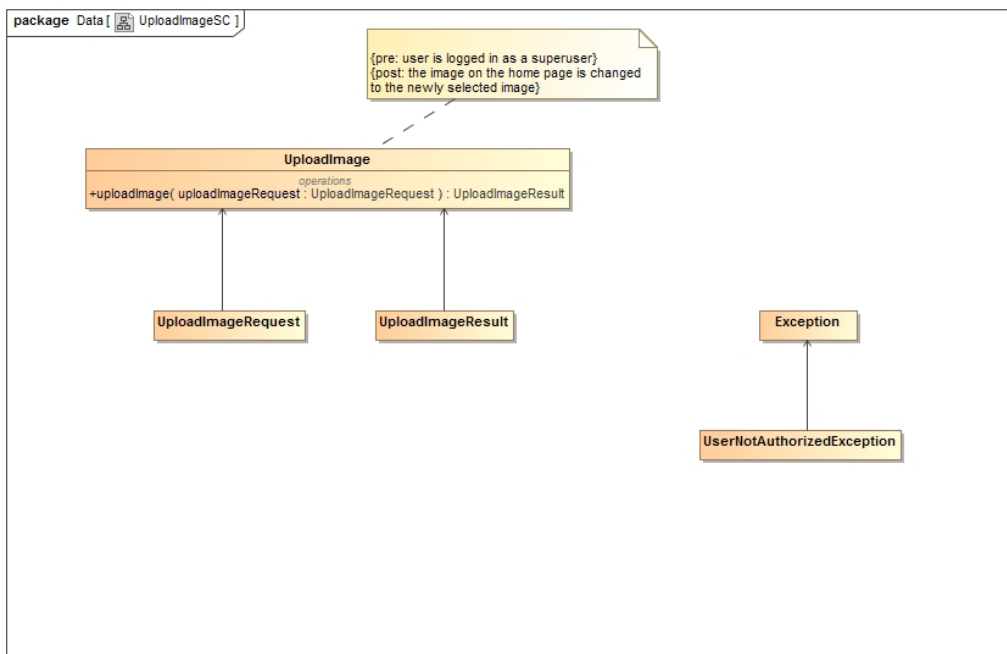 package Data [ UploadImageSC ]
{pre: user is logged in as a superuser}
{post: the image on the home page is changed
to the newly selected image}
UploadImage
operations
+uploadImage( uploadImageRequest : UploadImageRequest ) : UploadImageResult
UploadImageRequest
UploadImageResult
Exception
UserNotAuthorizedException